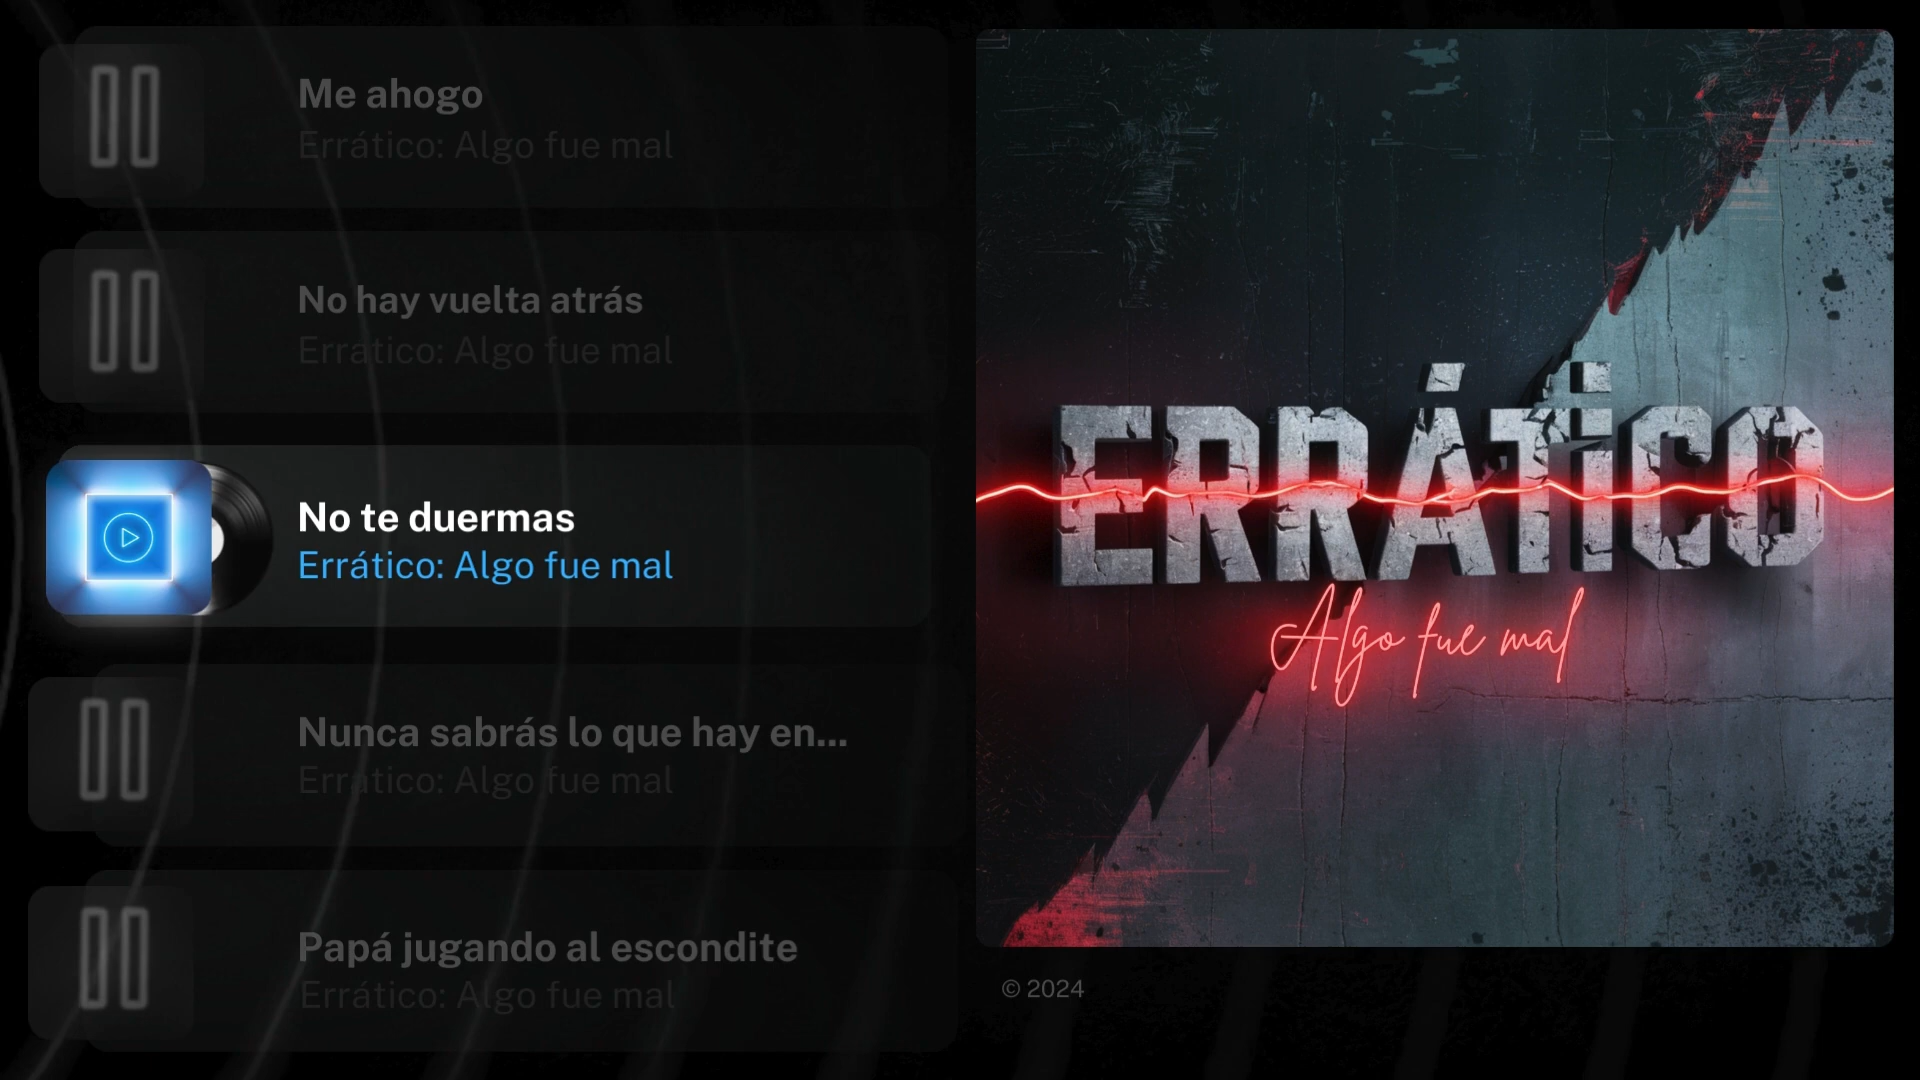 Me ahogo
Errático: Algo fue mal
No hay vuelta atrás
Errático: Algo fue mal
No te duermas
Errático: Algo fue mal
Nunca sabrás lo que hay en...
Errático: Algo fue mal
Papá jugando al escondite
Errático: Algo fue mal
ERRÁTiCO
Algo fue mal
© 2024